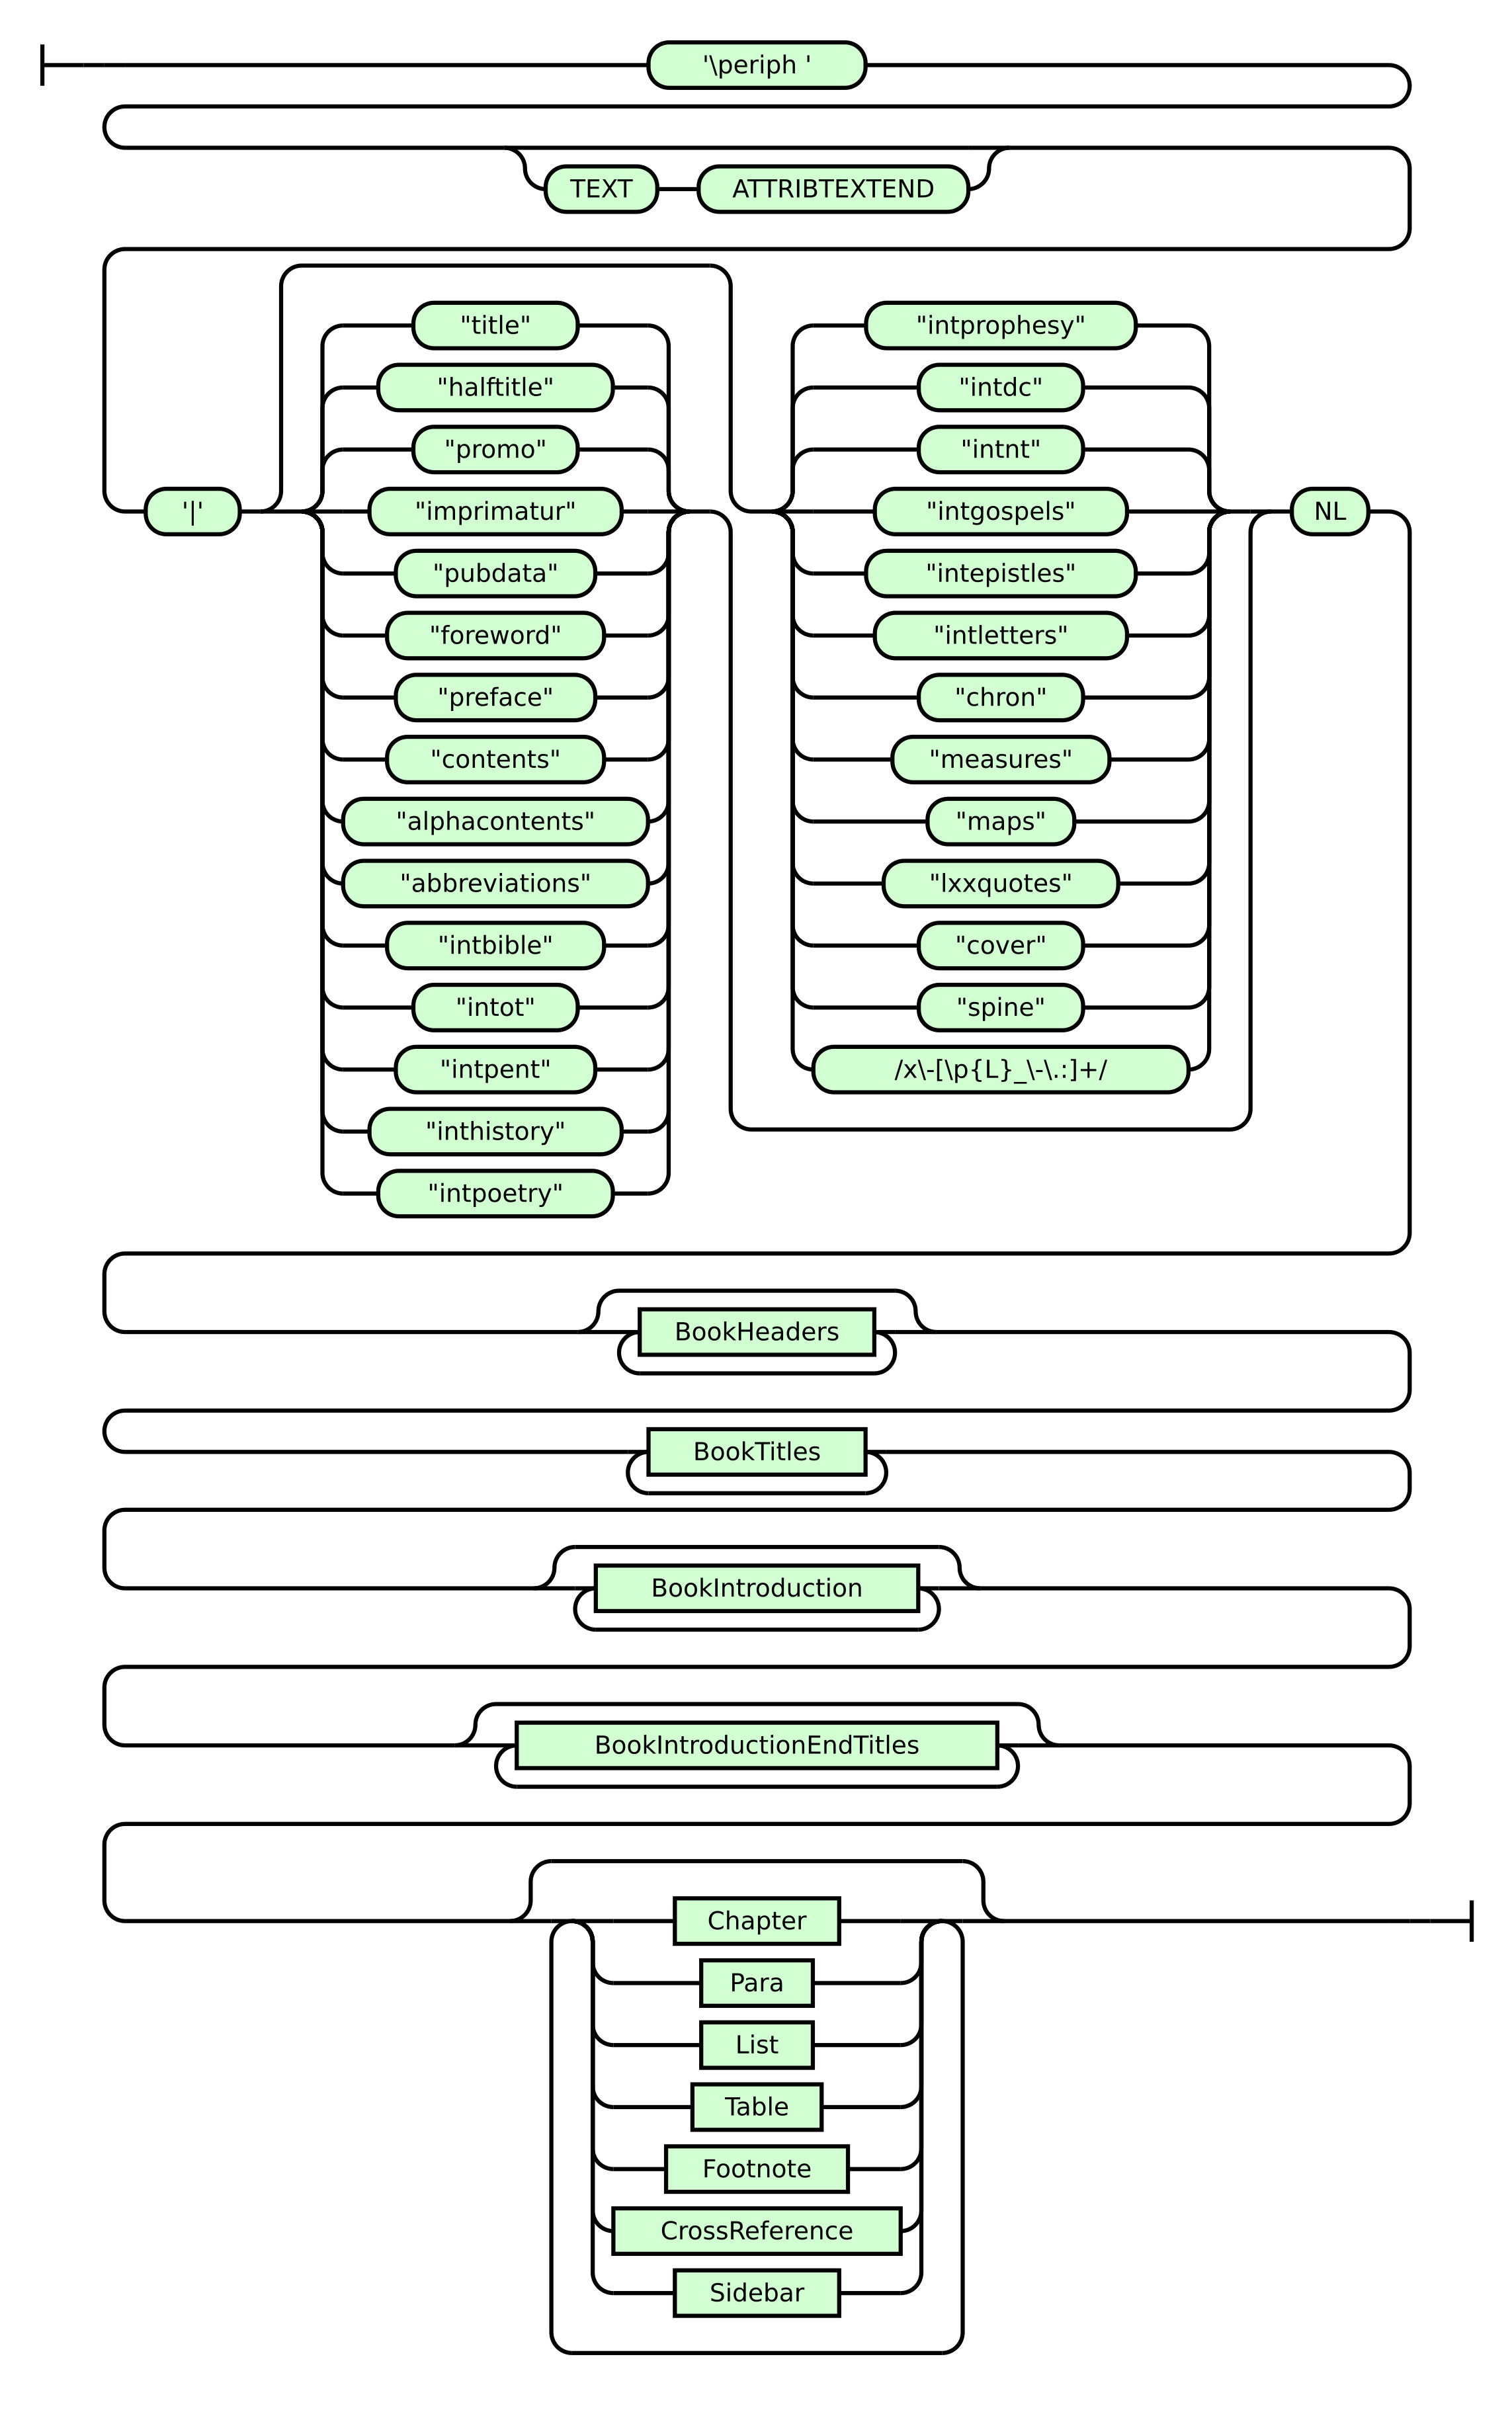 '\periph '
TEXT
ATTRIBTEXTEND
'|'
"title"
"halftitle"
"promo"
"imprimatur"
"pubdata"
"foreword"
"preface"
"contents"
"alphacontents"
"abbreviations"
"intbible"
"intot"
"intpent"
"inthistory"
"intpoetry"
"intprophesy"
"intdc"
"intnt"
"intgospels"
"intepistles"
"intletters"
"chron"
"measures"
"maps"
"lxxquotes"
"cover"
"spine"
/x\-[\p{L}_\-\.:]+/
NL
BookHeaders
BookTitles
BookIntroduction
BookIntroductionEndTitles
Chapter
Para
List
Table
Footnote
CrossReference
Sidebar